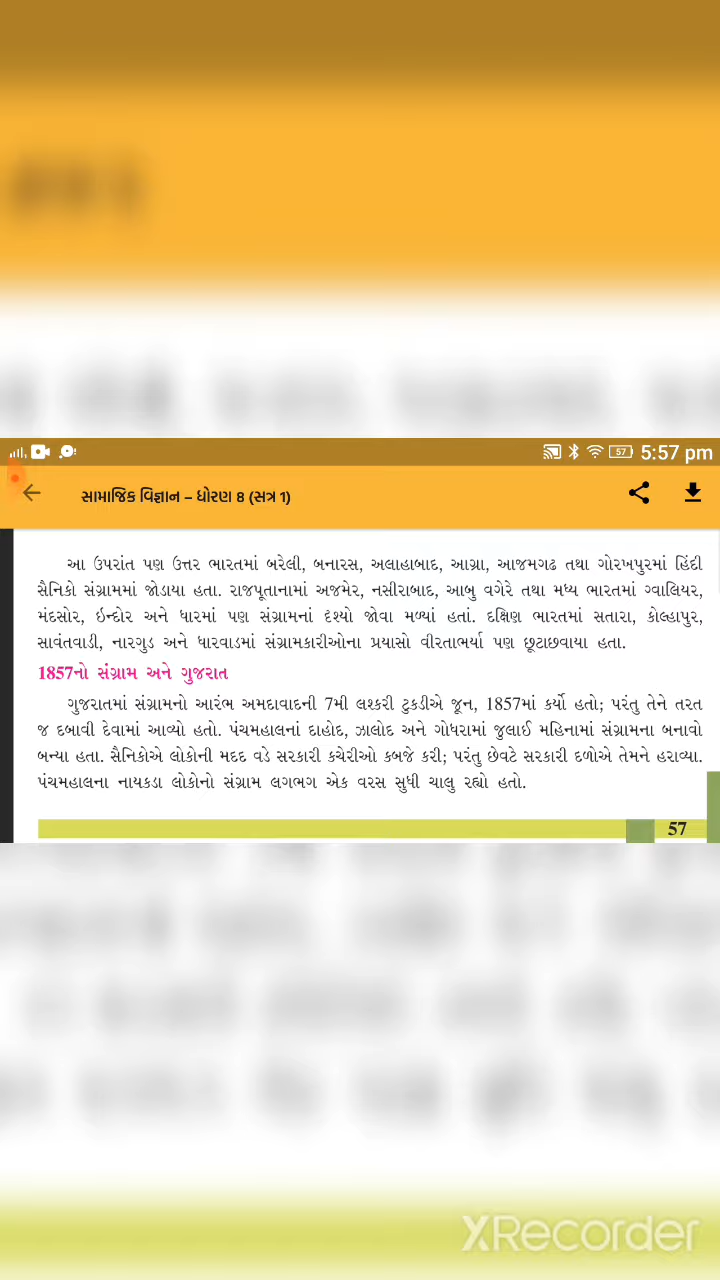 57 5:57 pm
સામાજિક વિજ્ઞાન – ધોરણ 8 (સત્ર 1)
આ ઉપરાંત પણ ઉત્તર ભારતમાં બરેલી, બનારસ, અલાહાબાદ, આગ્રા, આજમગઢ તથા ગોરખપુરમાં હિંદી
સૈનિકો સંગ્રામમાં જોડાયા હતા. રાજપૂતાનામાં અજમેર, નસીરાબાદ, આબુ વગેરે તથા મધ્ય ભારતમાં ગ્વાલિયર,
મંદસોર, ઇન્દોર અને ધારમાં પણ સંગ્રામનાં દૃશ્યો જોવા મળ્યાં હતાં. દક્ષિણ ભારતમાં સતારા, કોલ્હાપુર,
સાવંતવાડી, નારગુડ અને ધારવાડમાં સંગ્રામકારીઓના પ્રયાસો વીરતાભર્યા પણ છૂટાછવાયા હતા.
1857નો સંગ્રામ અને ગુજરાત
ગુજરાતમાં સંગ્રામનો આરંભ અમદાવાદની 7મી લશ્કરી ટુકડીએ જૂન, 1857માં કર્યો હતો; પરંતુ તેને તરત
જ દબાવી દેવામાં આવ્યો હતો. પંચમહાલનાં દાહોદ, ઝાલોદ અને ગોધરામાં જુલાઈ મહિનામાં સંગ્રામના બનાવો
બન્યા હતા. સૈનિકોએ લોકોની મદદ વડે સરકારી કચેરીઓ કબજે કરી; પરંતુ છેવટે સરકારી દળોએ તેમને હરાવ્યા.
પંચમહાલના નાયકડા લોકોનો સંગ્રામ લગભગ એક વરસ સુધી ચાલુ રહ્યો હતો.
57
XRecorder